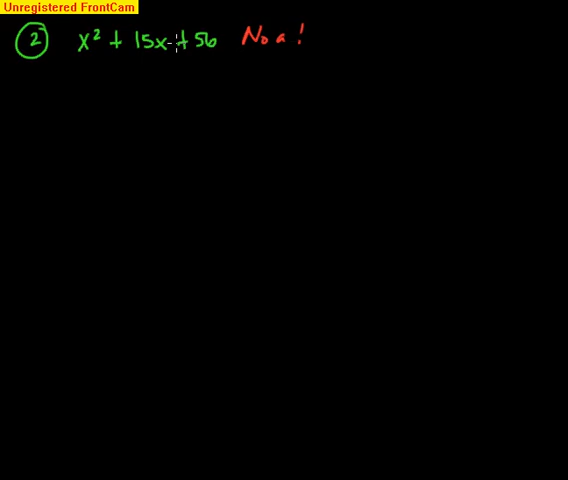 Unregistered FrontCam
2 x² + 15x + 56 No a!